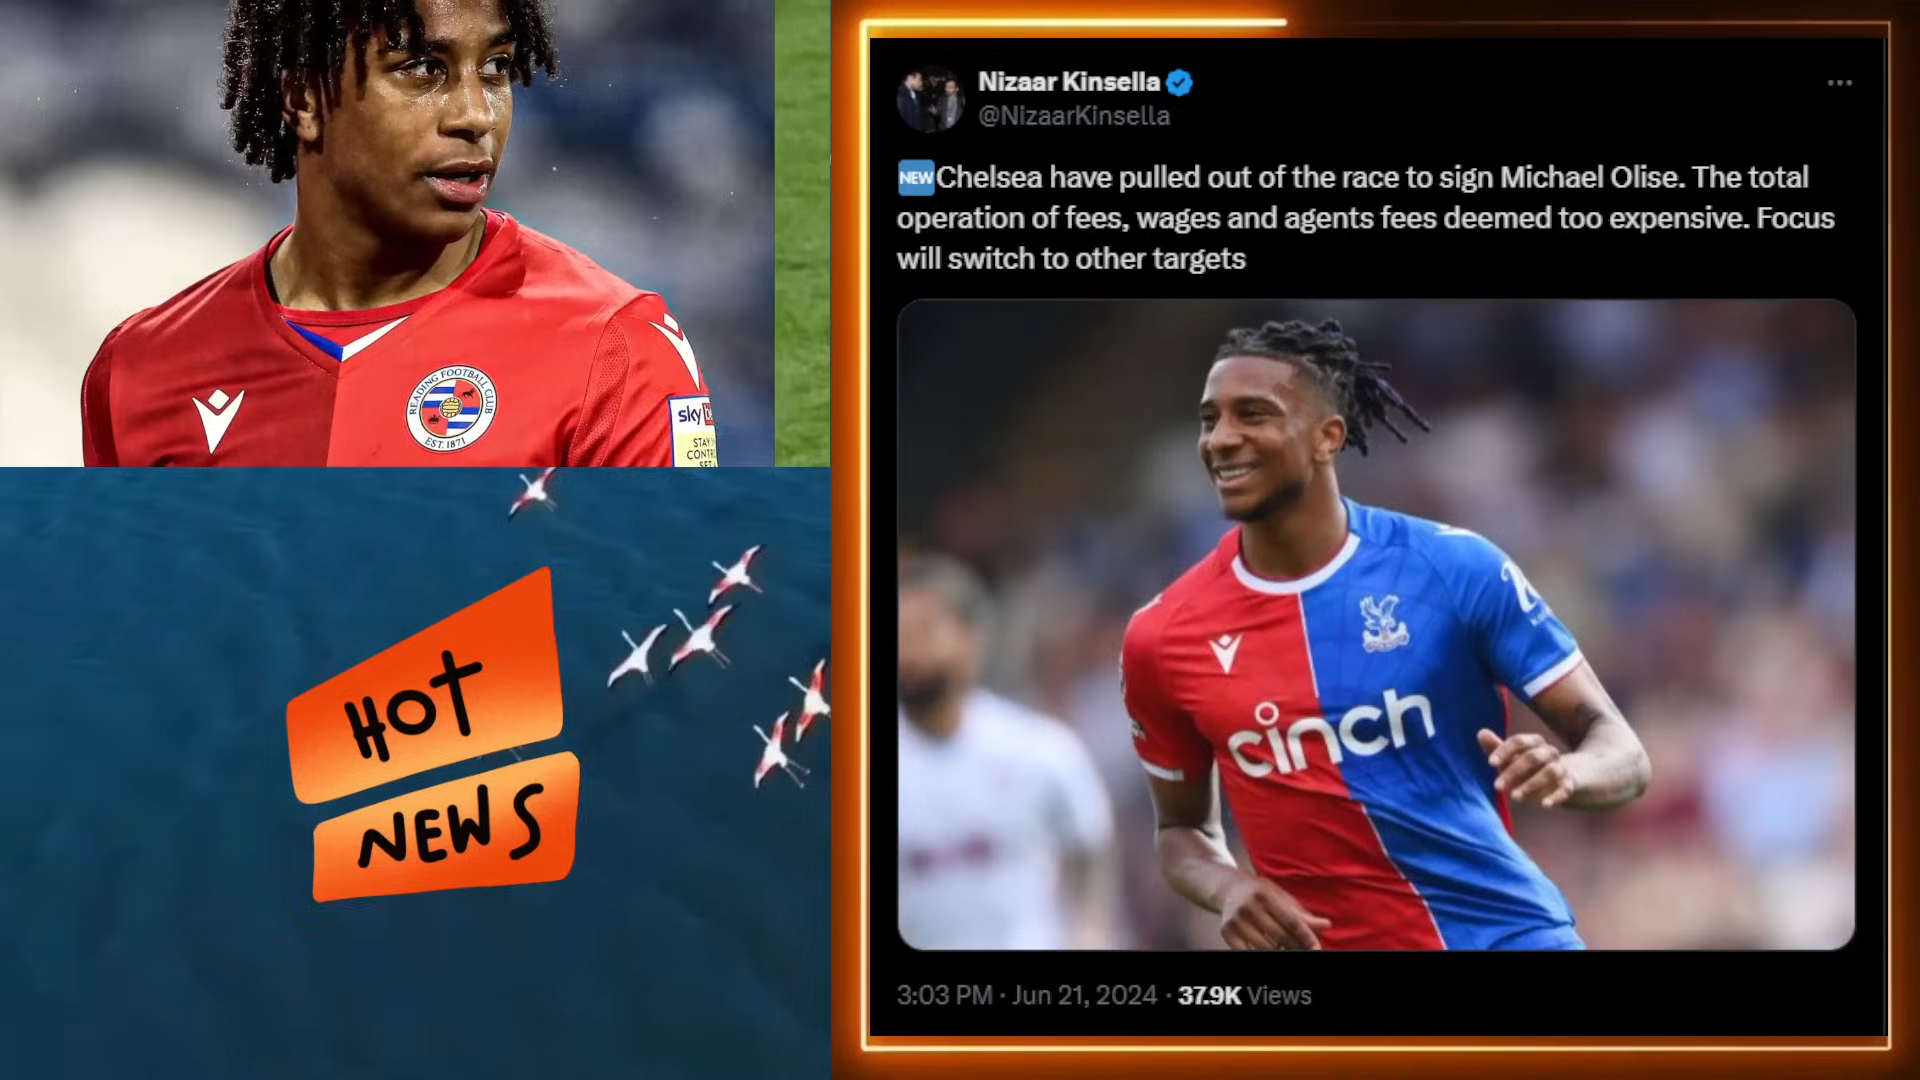 READING FOOTBALL CLUB
EST. 1871
sky
STAY
HOT
NEWS
Nizaar Kinsella
@NizaarKinsella
NEW Chelsea have pulled out of the race to sign Michael Olise. The total
operation of fees, wages and agents fees deemed too expensive. Focus
will switch to other targets
cinch
3:03 PM · Jun 21, 2024 · 37.9K Views